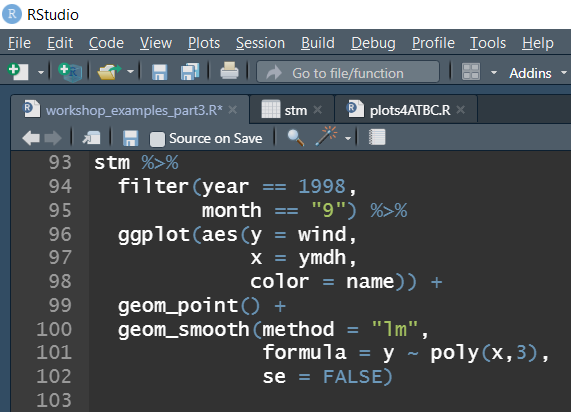 RStudio
File Edit Code View Plots Session Build Debug Profile Tools Help
Go to file/function Addins
workshop_examples_part3.R* stm plots4ATBC.R
Source on Save
93 stm %>%
94   filter(year == 1998,
95          month == "9") %>%
96   ggplot(aes(y = wind,
97              x = ymdh,
98              color = name)) +
99   geom_point() +
100   geom_smooth(method = "lm",
101               formula = y ~ poly(x,3),
102               se = FALSE)
103